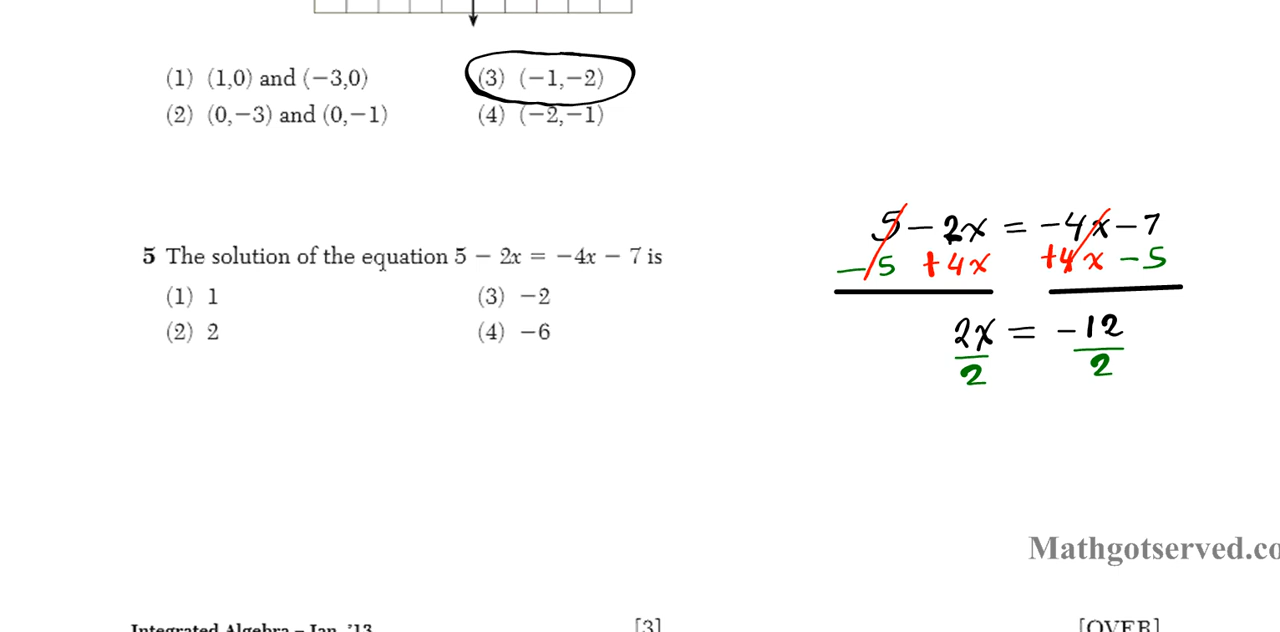 (1) (1,0) and (−3,0) (3) (−1,−2)
(2) (0,−3) and (0,−1) (4) (−2,−1)
5 The solution of the equation 5 − 2x = −4x − 7 is
(1) 1 (3) −2
(2) 2 (4) −6
5 − 2x = −4x − 7
−5 +4x +4x −5
2x = −12
2 2
Mathgotserved.co
Integrated Algebra – Jan. '13 [3] [OVER]